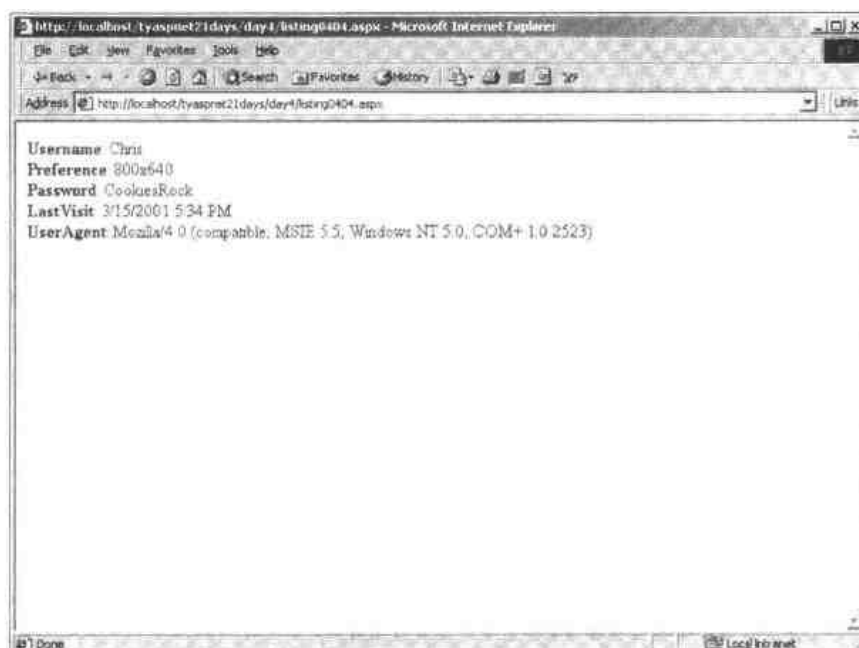 http://localhost/tyaspnet21days/day4/listing0404.aspx - Microsoft Internet Explorer
File Edit View Favorites Tools Help
Back Search Favorites History
Address http://localhost/tyaspnet21days/day4/listing0404.aspx Links
Username Chris
Preference 800x640
Password CookiesRock
LastVisit 3/15/2001 5:34 PM
UserAgent Mozilla/4.0 (compatible; MSIE 5.5; Windows NT 5.0; COM+ 1.0.2523)
Done Local intranet